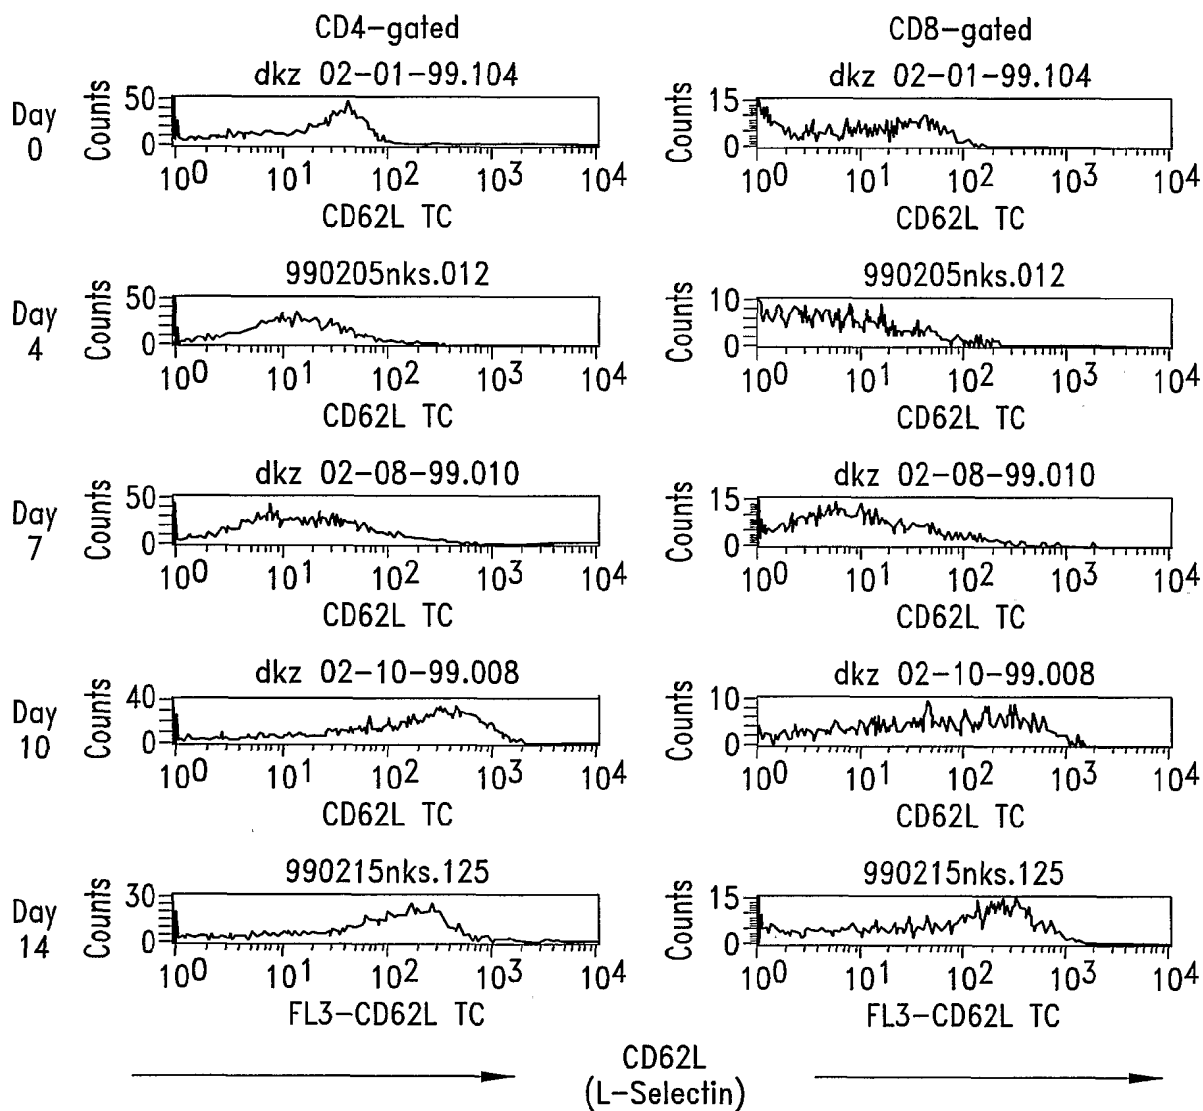 CD4-gated CD8-gated
dkz 02-01-99.104 dkz 02-01-99.104
Day 0
Counts 50 0 Counts 15 0
10^0 10^1 10^2 10^3 10^4 10^0 10^1 10^2 10^3 10^4
CD62L TC CD62L TC
990205nks.012 990205nks.012
Day 4
Counts 50 0 Counts 10 0
10^0 10^1 10^2 10^3 10^4 10^0 10^1 10^2 10^3 10^4
CD62L TC CD62L TC
dkz 02-08-99.010 dkz 02-08-99.010
Day 7
Counts 50 0 Counts 15 0
10^0 10^1 10^2 10^3 10^4 10^0 10^1 10^2 10^3 10^4
CD62L TC CD62L TC
dkz 02-10-99.008 dkz 02-10-99.008
Day 10
Counts 40 0 Counts 10 0
10^0 10^1 10^2 10^3 10^4 10^0 10^1 10^2 10^3 10^4
CD62L TC CD62L TC
990215nks.125 990215nks.125
Day 14
Counts 30 0 Counts 15 0
10^0 10^1 10^2 10^3 10^4 10^0 10^1 10^2 10^3 10^4
FL3-CD62L TC FL3-CD62L TC
CD62L
(L-Selectin)